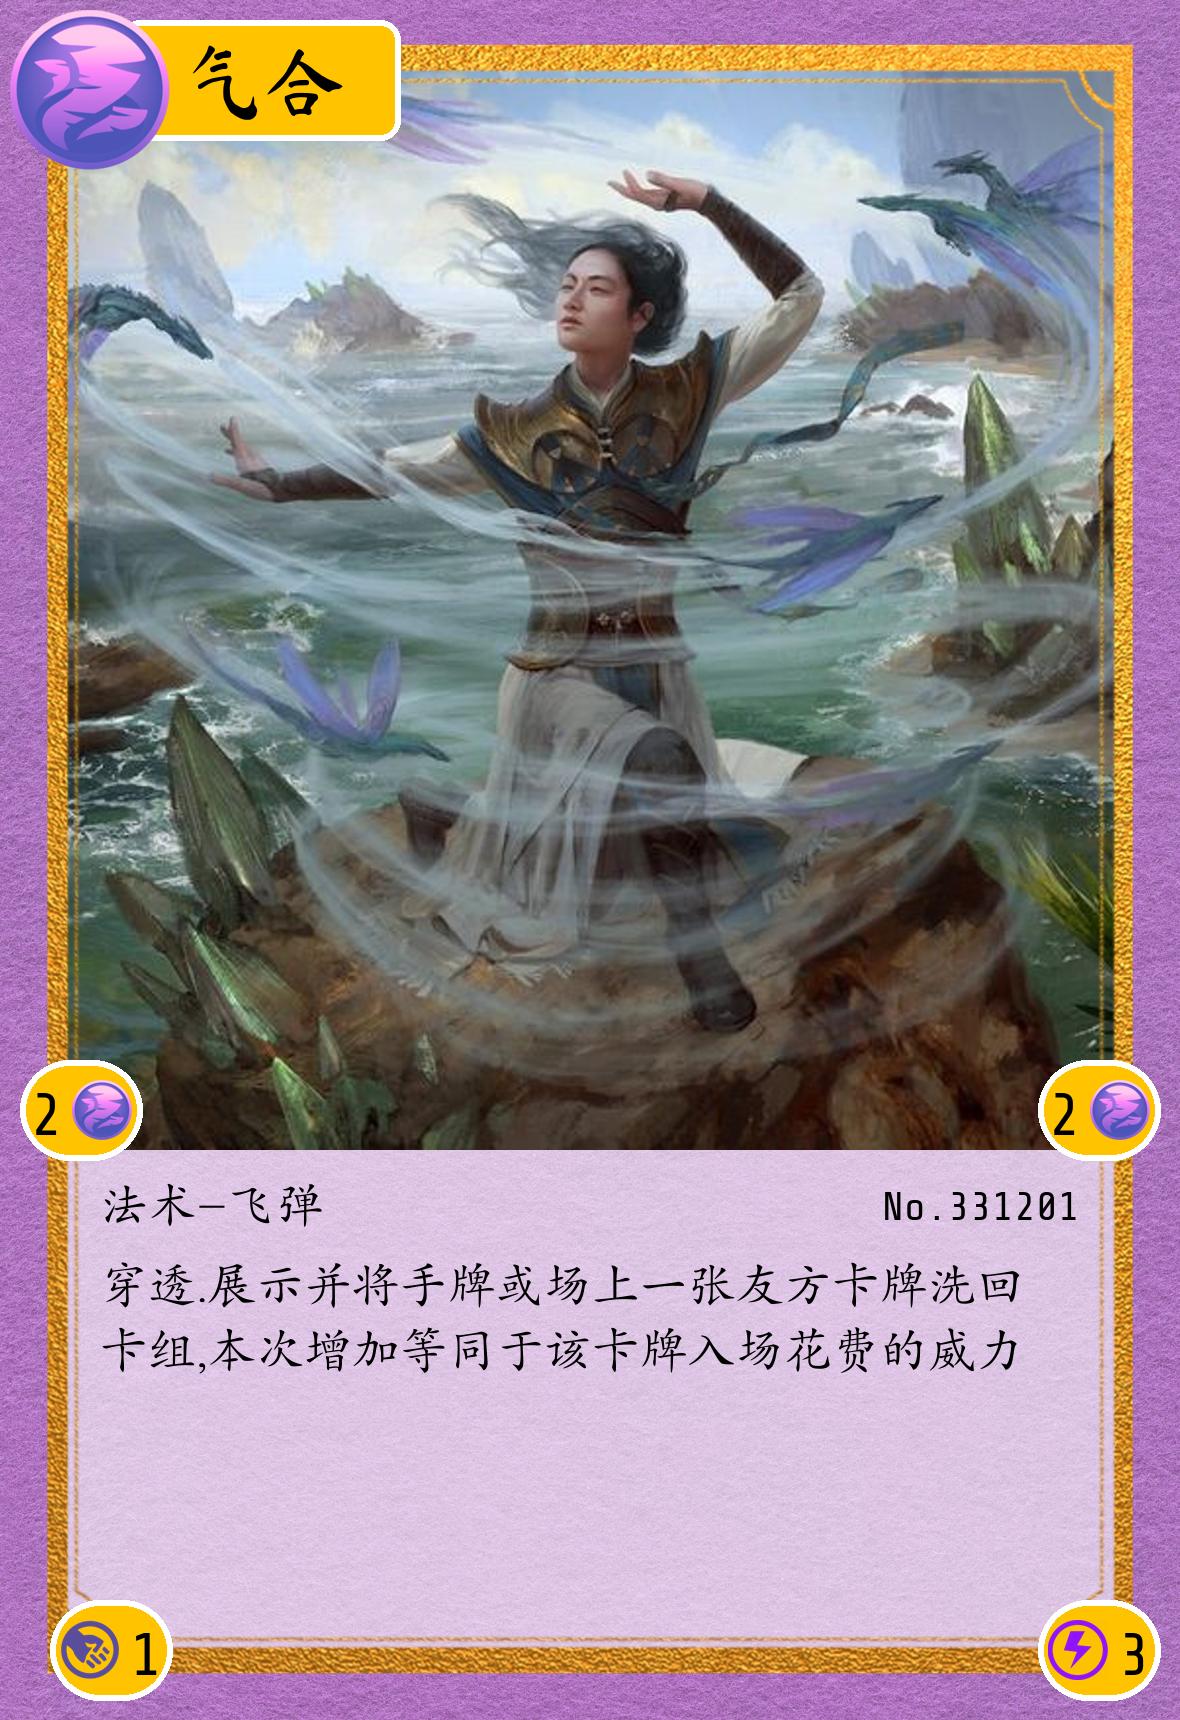 气合
2
2
法术-飞弹
No.331201
穿透.展示并将手牌或场上一张友方卡牌洗回
卡组,本次增加等同于该卡牌入场花费的威力
1
3